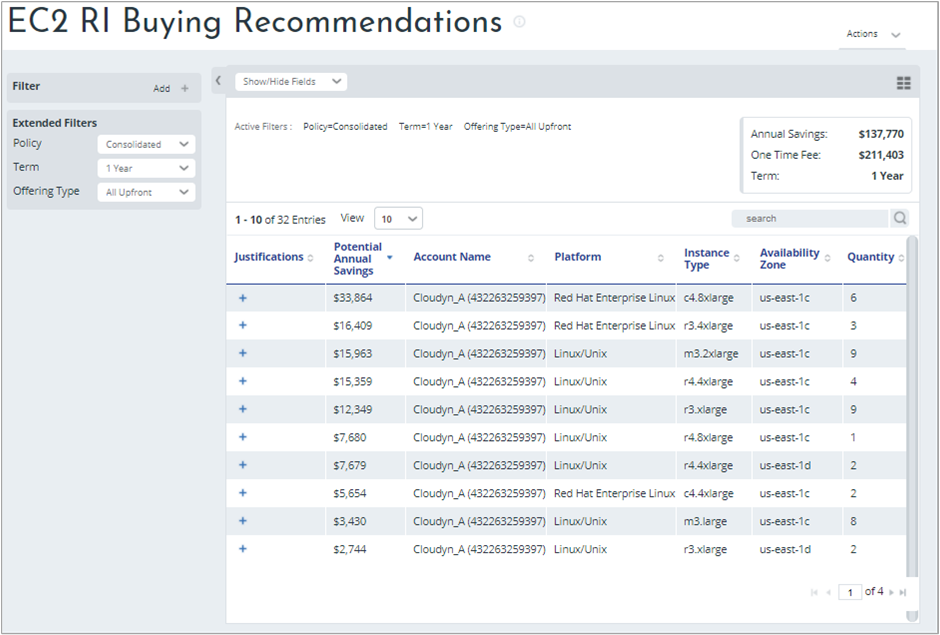 EC2 RI Buying Recommendations
Actions
Filter
Add +
Extended Filters
Policy Consolidated
Term 1 Year
Offering Type All Upfront
Show/Hide Fields
Active Filters : Policy=Consolidated Term=1 Year Offering Type=All Upfront
Annual Savings: $137,770
One Time Fee: $211,403
Term: 1 Year
1 - 10 of 32 Entries View 10
search
Justifications Potential Annual Savings Account Name Platform Instance Type Availability Zone Quantity
+ $33,864 Cloudyn_A (432263259397) Red Hat Enterprise Linux c4.8xlarge us-east-1c 6
+ $16,409 Cloudyn_A (432263259397) Red Hat Enterprise Linux r3.4xlarge us-east-1c 3
+ $15,963 Cloudyn_A (432263259397) Linux/Unix m3.2xlarge us-east-1c 9
+ $15,359 Cloudyn_A (432263259397) Linux/Unix r4.4xlarge us-east-1c 4
+ $12,349 Cloudyn_A (432263259397) Linux/Unix r3.xlarge us-east-1c 9
+ $7,680 Cloudyn_A (432263259397) Linux/Unix r4.8xlarge us-east-1c 1
+ $7,679 Cloudyn_A (432263259397) Linux/Unix r4.4xlarge us-east-1d 2
+ $5,654 Cloudyn_A (432263259397) Red Hat Enterprise Linux c4.4xlarge us-east-1c 2
+ $3,430 Cloudyn_A (432263259397) Linux/Unix m3.large us-east-1c 8
+ $2,744 Cloudyn_A (432263259397) Linux/Unix r3.xlarge us-east-1d 2
1 of 4